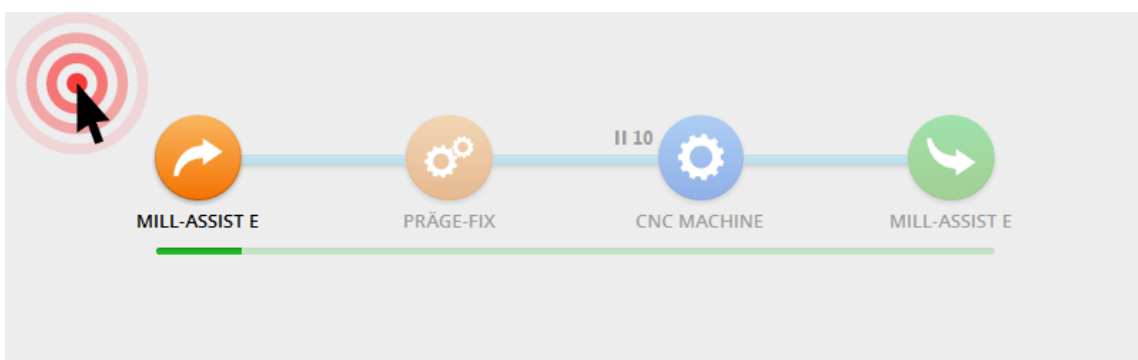 II 10
MILL-ASSIST E
PRÄGE-FIX
CNC MACHINE
MILL-ASSIST E